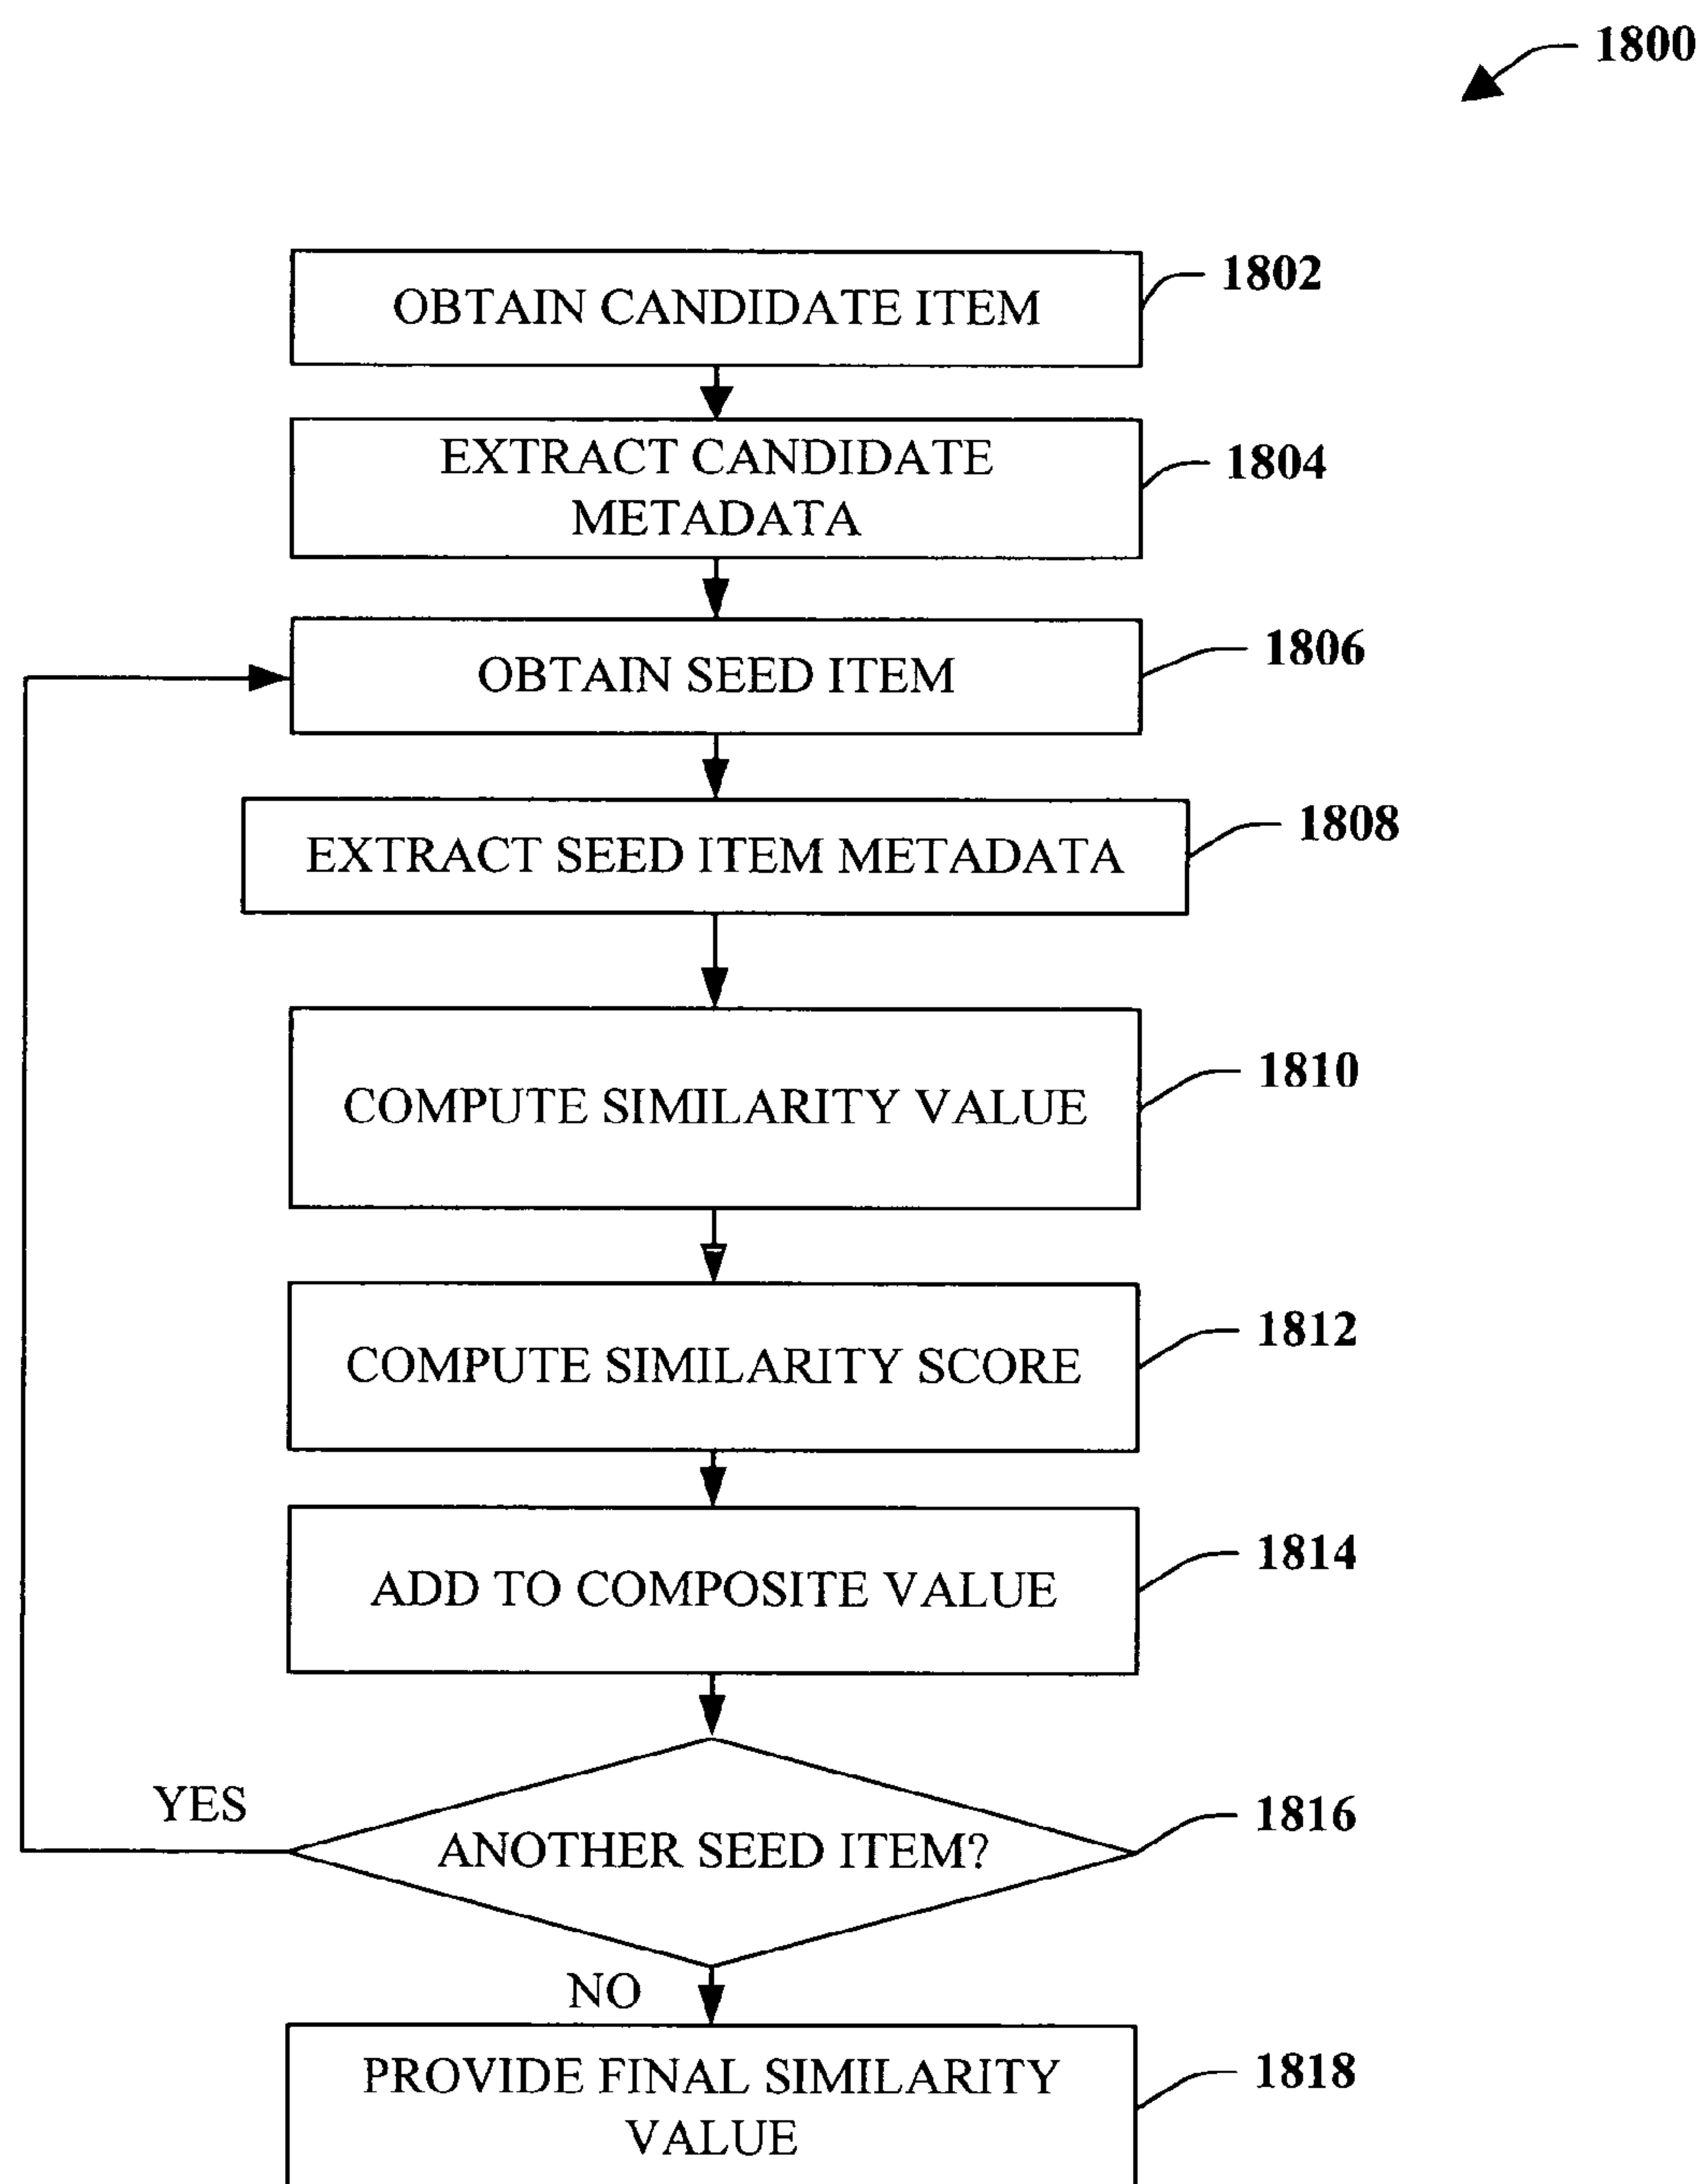 1800
OBTAIN CANDIDATE ITEM
1802
EXTRACT CANDIDATE
METADATA
1804
OBTAIN SEED ITEM
1806
EXTRACT SEED ITEM METADATA
1808
COMPUTE SIMILARITY VALUE
1810
COMPUTE SIMILARITY SCORE
1812
ADD TO COMPOSITE VALUE
1814
YES
ANOTHER SEED ITEM?
1816
NO
PROVIDE FINAL SIMILARITY
VALUE
1818